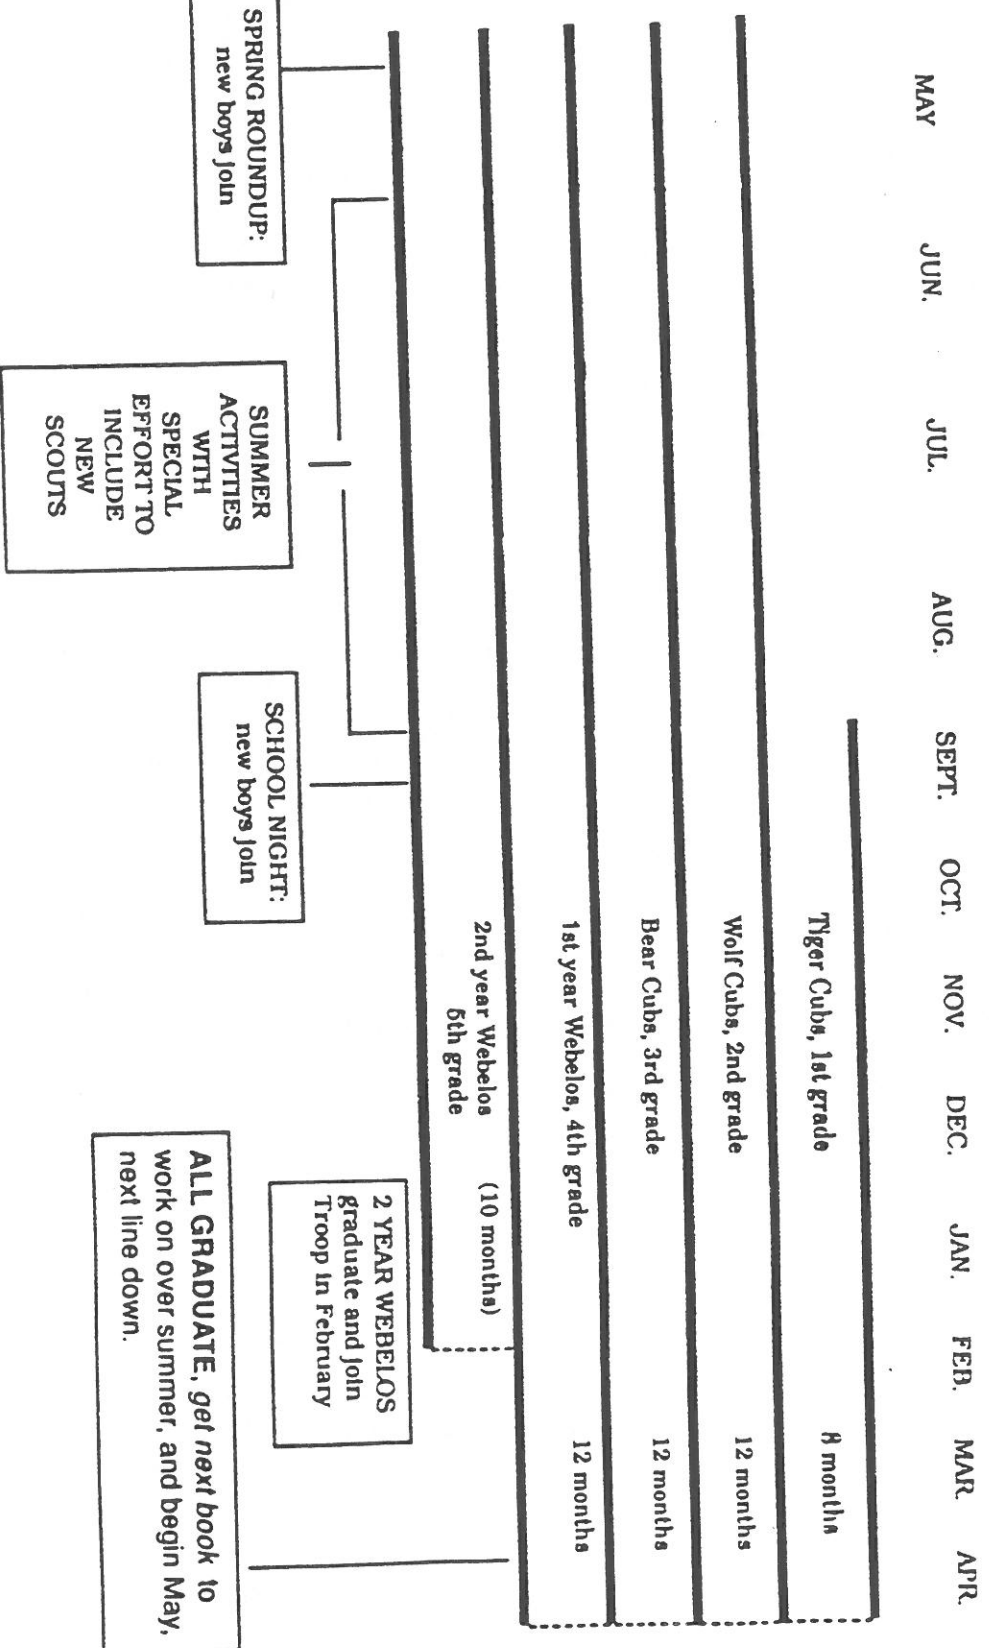 MAY JUN. JUL. AUG. SEPT. OCT. NOV. DEC. JAN. FEB. MAR. APR.
Tiger Cubs, 1st grade 8 months
Wolf Cubs, 2nd grade 12 months
Bear Cubs, 3rd grade 12 months
1st year Webelos, 4th grade 12 months
2nd year Webelos (10 months)
5th grade
SPRING ROUNDUP:
new boys join
SUMMER
ACTIVITIES
WITH
SPECIAL
EFFORT TO
INCLUDE
NEW
SCOUTS
SCHOOL NIGHT:
new boys join
2 YEAR WEBELOS
graduate and join
Troop in February
ALL GRADUATE, get next book to
work on over summer, and begin May,
next line down.